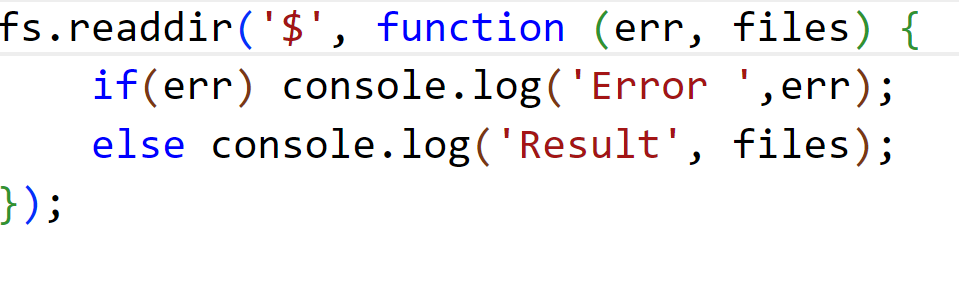 fs.readdir('$', function (err, files) {
    if(err) console.log('Error ',err);
    else console.log('Result', files);
});